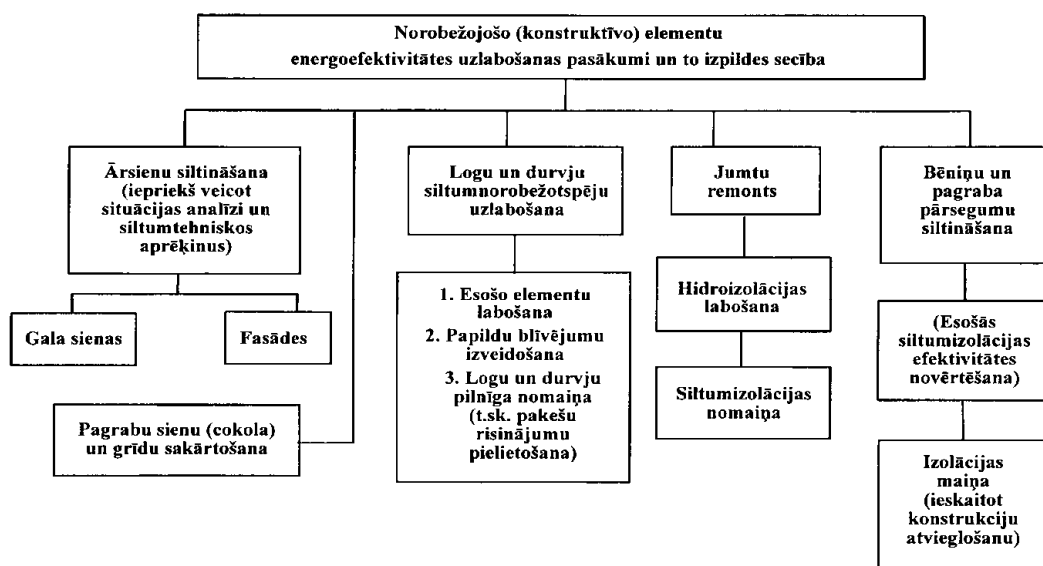 Norobežojošo (konstruktīvo) elementu
energoefektivitātes uzlabošanas pasākumi un to izpildes secība
Ārsienu siltināšana
(iepriekš veicot
situācijas analīzi un
siltumtehniskos
aprēķinus)
Gala sienas
Fasādes
Pagrabu sienu (cokola)
un grīdu sakārtošana
Logu un durvju
siltumnorobežotspēju
uzlabošana
1. Esošo elementu
labošana
2. Papildu blīvējumu
izveidošana
3. Logu un durvju
pilnīga nomaiņa
(t.sk. pakešu
risinājumu
pielietošana)
Jumtu
remonts
Hidroizolācijas
labošana
Siltumizolācijas
nomaiņa
Bēniņu un
pagraba
pārsegumu
siltināšana
(Esošās
siltumizolācijas
efektivitātes
novērtēšana)
Izolācijas
maiņa
(ieskaitot
konstrukciju
atvieglošanu)